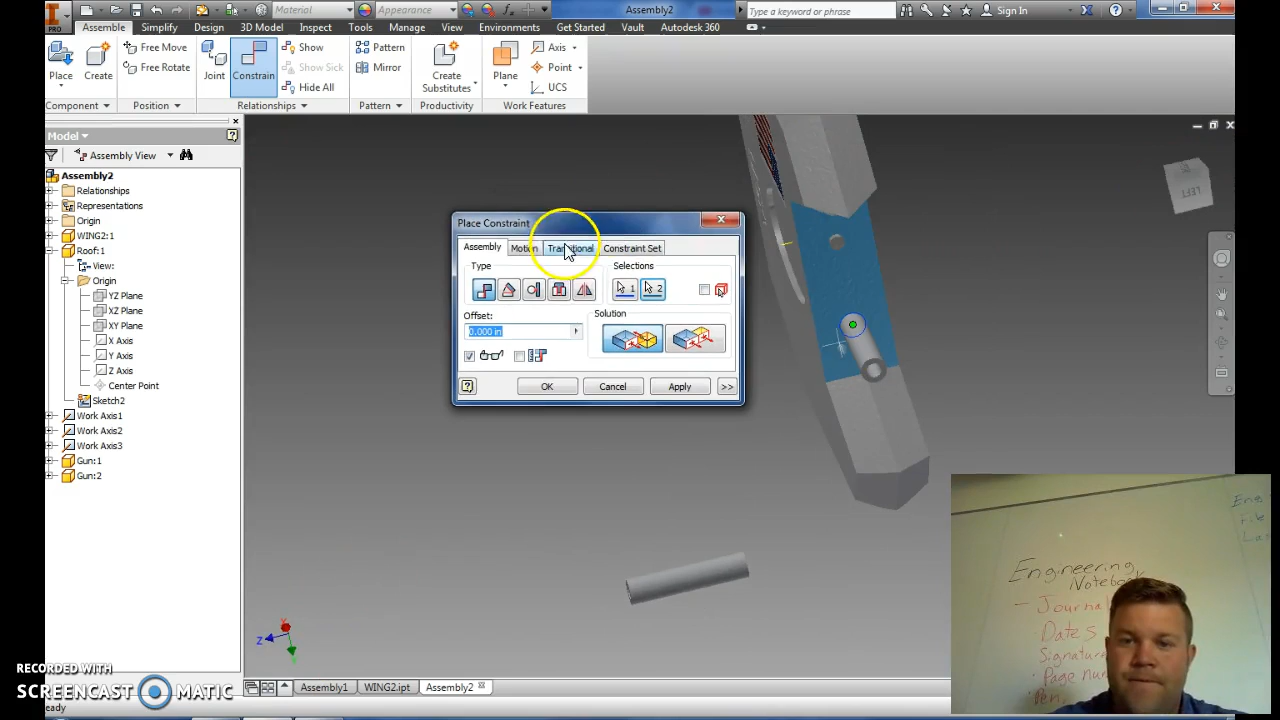 Material
Appearance
Assembly2
Type a keyword or phrase
Sign In
PRO
Assemble
Simplify
Design
3D Model
Inspect
Tools
Manage
View
Environments
Get Started
Vault
Autodesk 360
Place
Create
Free Move
Free Rotate
Joint
Constrain
Show
Show Sick
Hide All
Pattern
Mirror
Create
Substitutes
Plane
Axis
Point
UCS
Component
Position
Relationships
Pattern
Productivity
Work Features
Model
Assembly View
Assembly2
Relationships
Representations
Origin
WING2:1
Roof:1
View:
Origin
YZ Plane
XZ Plane
XY Plane
X Axis
Y Axis
Z Axis
Center Point
Sketch2
Work Axis1
Work Axis2
Work Axis3
Gun:1
Gun:2
LEFT
Place Constraint
Assembly
Motion
Transitional
Constraint Set
Type
Selections
1
2
Offset:
0.000 in
Solution
OK
Cancel
Apply
>>
Z
Engineering
Notebook
- Journal
Dates
Signature
Page num
Pen,
RECORDED WITH
SCREENCAST MATIC
Assembly1
WING2.ipt
Assembly2
eady